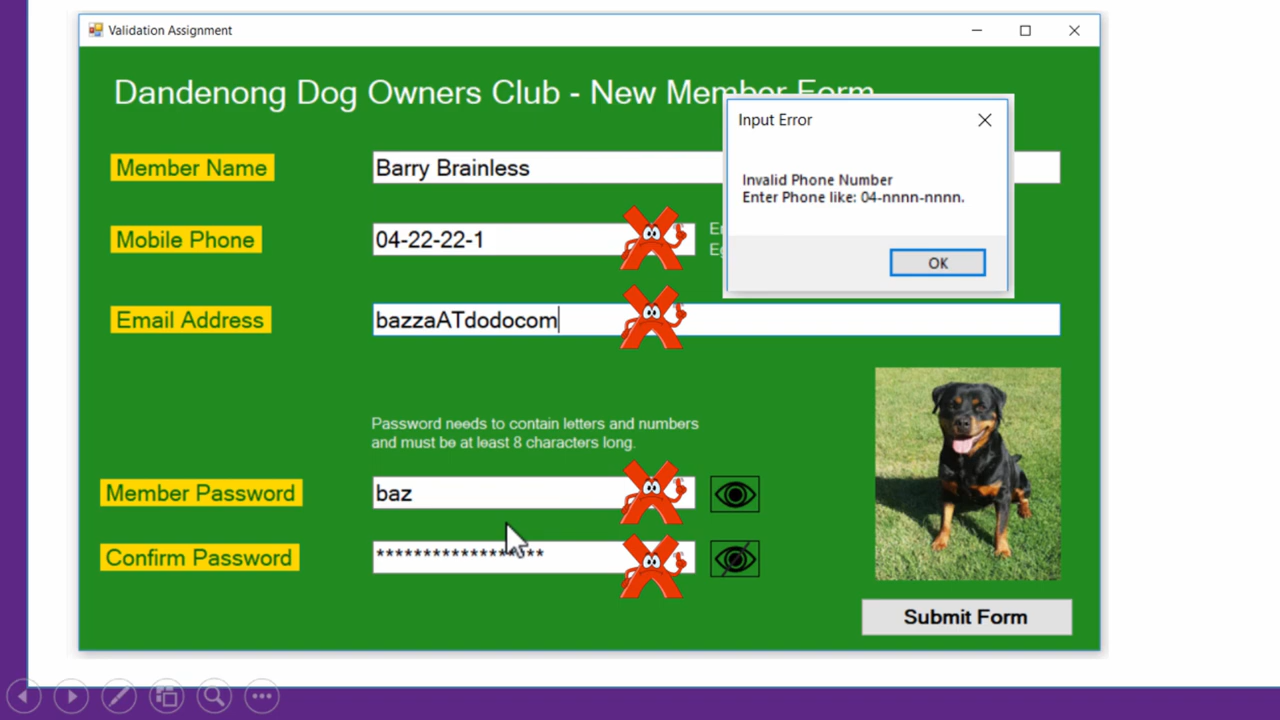 Validation Assignment
Dandenong Dog Owners Club - New Member Form
Input Error
Invalid Phone Number
Enter Phone like: 04-nnnn-nnnn.
OK
Member Name
Barry Brainless
Mobile Phone
04-22-22-1
Email Address
bazzaATdodocom
Password needs to contain letters and numbers
and must be at least 8 characters long.
Member Password
baz
Confirm Password
******************
Submit Form